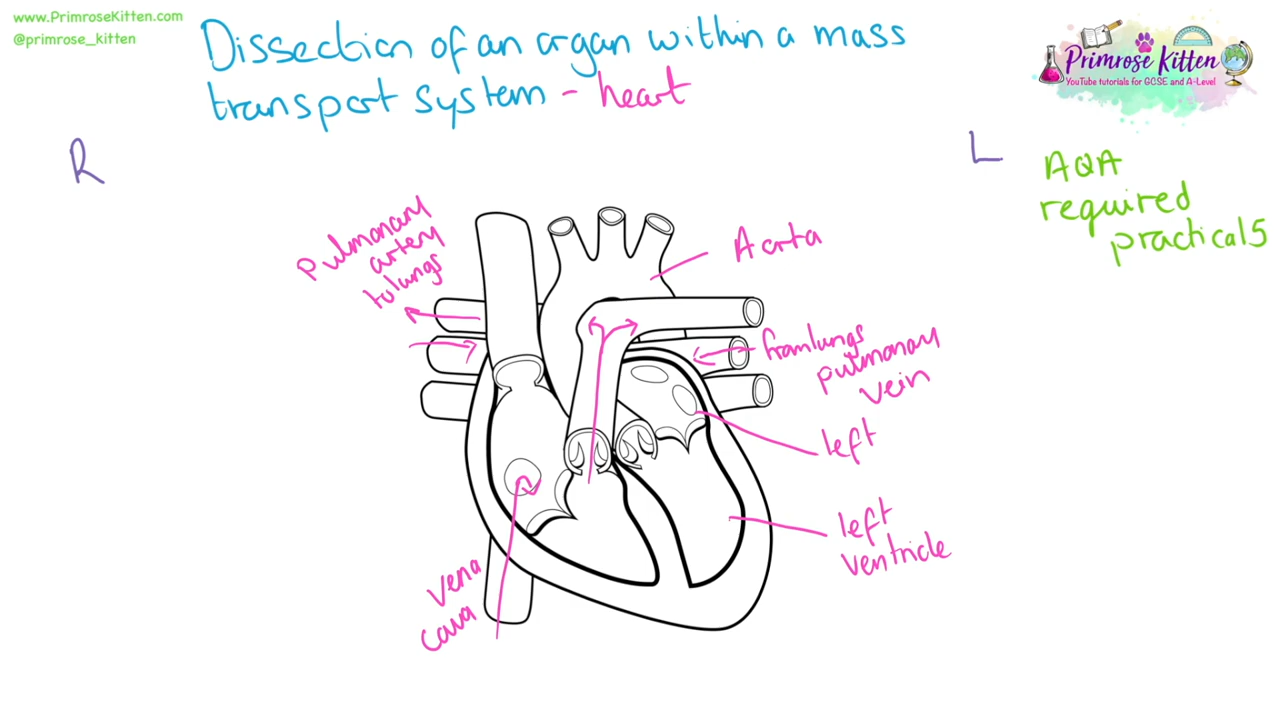 www.PrimroseKitten.com
@primrose_kitten
Dissection of an organ within a mass
transport system - heart
Primrose Kitten
YouTube tutorials for GCSE and A-Level
R
L
AQA
required
practicals
Pulmonary
artery
to lungs
Aorta
from lungs
pulmonary
vein
left
left
ventricle
vena
cava